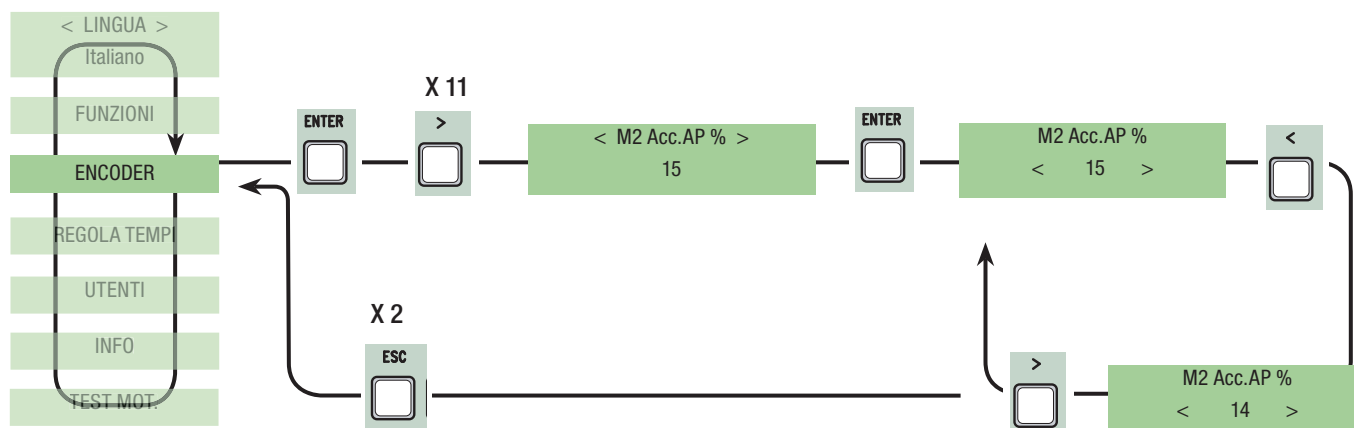 < LINGUA >
Italiano
FUNZIONI
ENCODER
REGOLA TEMPI
UTENTI
INFO
TEST MOT.
ENTER
X 11
>
< M2 Acc.AP % >
15
ENTER
M2 Acc.AP %
< 15 >
<
X 2
ESC
>
M2 Acc.AP %
< 14 >